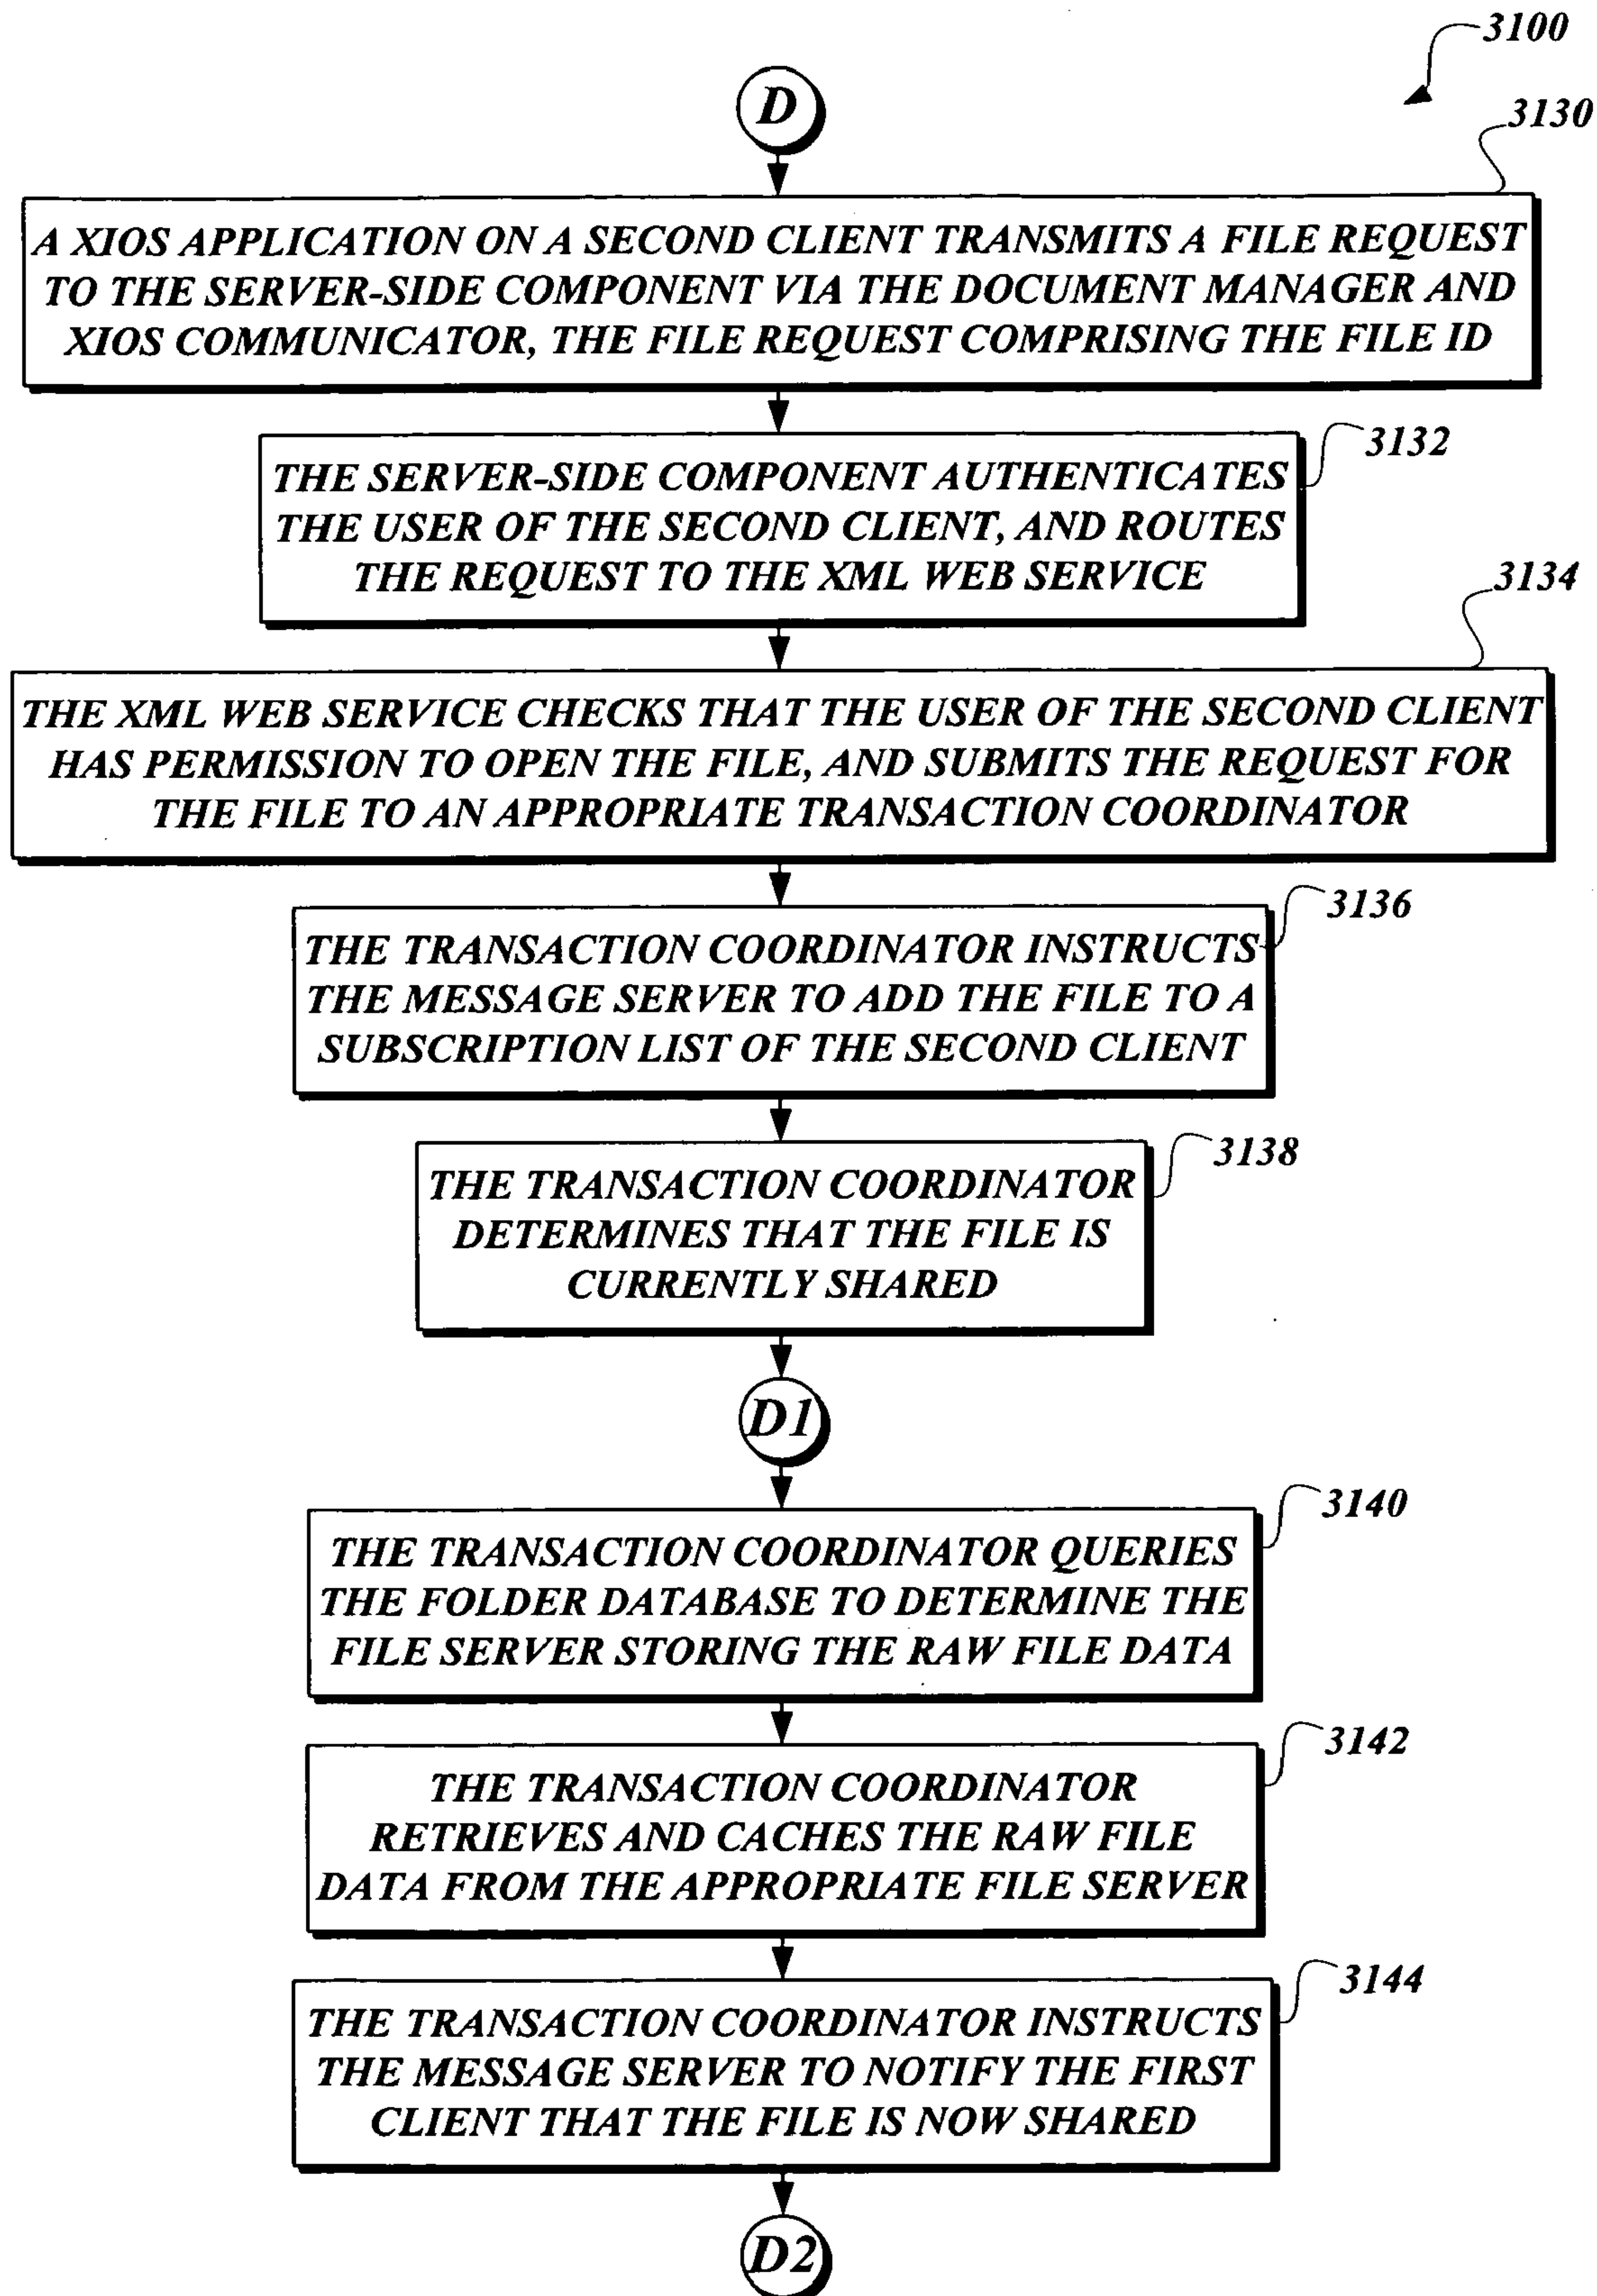 3100
D
3130
A XIOS APPLICATION ON A SECOND CLIENT TRANSMITS A FILE REQUEST
TO THE SERVER-SIDE COMPONENT VIA THE DOCUMENT MANAGER AND
XIOS COMMUNICATOR, THE FILE REQUEST COMPRISING THE FILE ID
3132
THE SERVER-SIDE COMPONENT AUTHENTICATES
THE USER OF THE SECOND CLIENT, AND ROUTES
THE REQUEST TO THE XML WEB SERVICE
3134
THE XML WEB SERVICE CHECKS THAT THE USER OF THE SECOND CLIENT
HAS PERMISSION TO OPEN THE FILE, AND SUBMITS THE REQUEST FOR
THE FILE TO AN APPROPRIATE TRANSACTION COORDINATOR
3136
THE TRANSACTION COORDINATOR INSTRUCTS
THE MESSAGE SERVER TO ADD THE FILE TO A
SUBSCRIPTION LIST OF THE SECOND CLIENT
3138
THE TRANSACTION COORDINATOR
DETERMINES THAT THE FILE IS
CURRENTLY SHARED
D1
3140
THE TRANSACTION COORDINATOR QUERIES
THE FOLDER DATABASE TO DETERMINE THE
FILE SERVER STORING THE RAW FILE DATA
3142
THE TRANSACTION COORDINATOR
RETRIEVES AND CACHES THE RAW FILE
DATA FROM THE APPROPRIATE FILE SERVER
3144
THE TRANSACTION COORDINATOR INSTRUCTS
THE MESSAGE SERVER TO NOTIFY THE FIRST
CLIENT THAT THE FILE IS NOW SHARED
D2